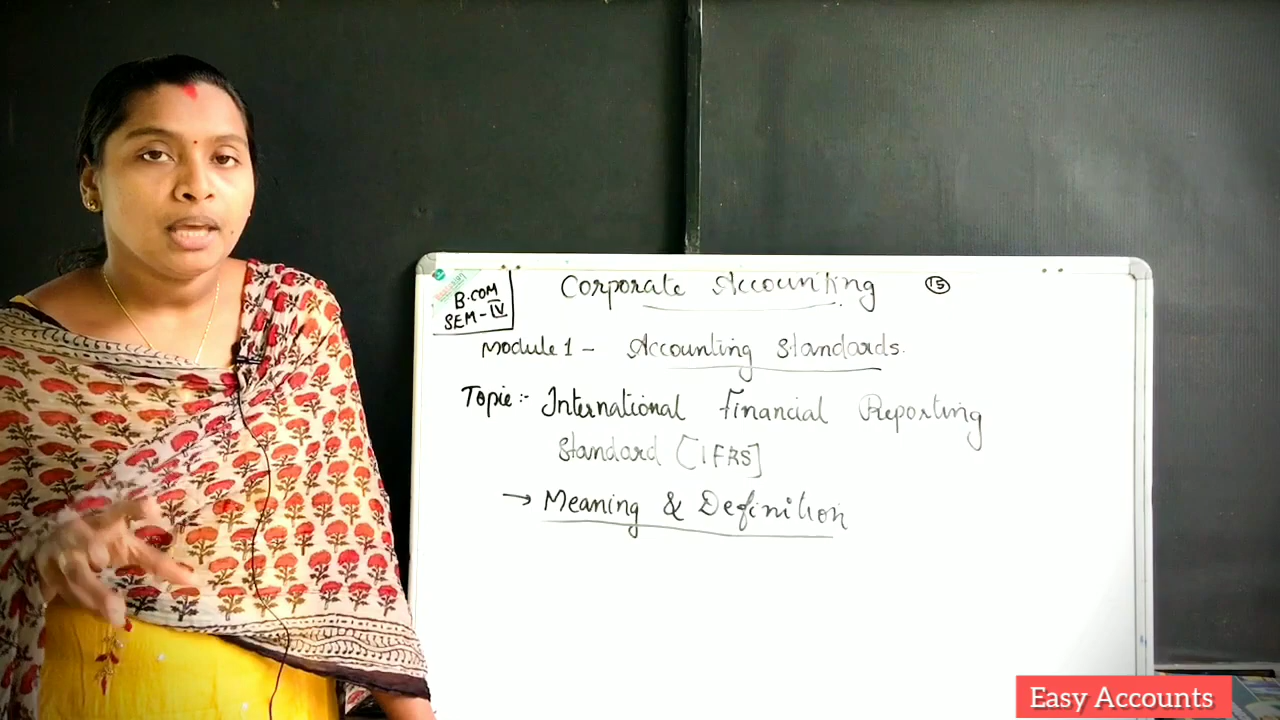 B.COM
SEM-IV
Corporate Accounting 15
Module 1 - Accounting Standards.
Topic :- International Financial Reporting
Standard [IFRS]
→ Meaning & Definition
Easy Accounts